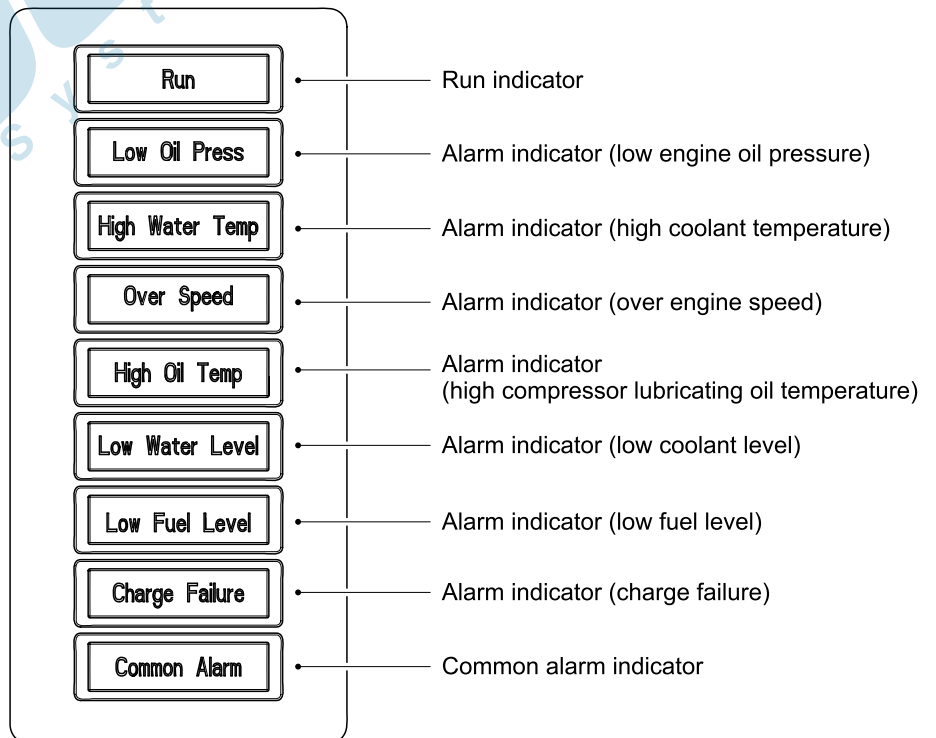 Run
Run indicator
Low Oil Press
Alarm indicator (low engine oil pressure)
High Water Temp
Alarm indicator (high coolant temperature)
Over Speed
Alarm indicator (over engine speed)
High Oil Temp
Alarm indicator
(high compressor lubricating oil temperature)
Low Water Level
Alarm indicator (low coolant level)
Low Fuel Level
Alarm indicator (low fuel level)
Charge Failure
Alarm indicator (charge failure)
Common Alarm
Common alarm indicator